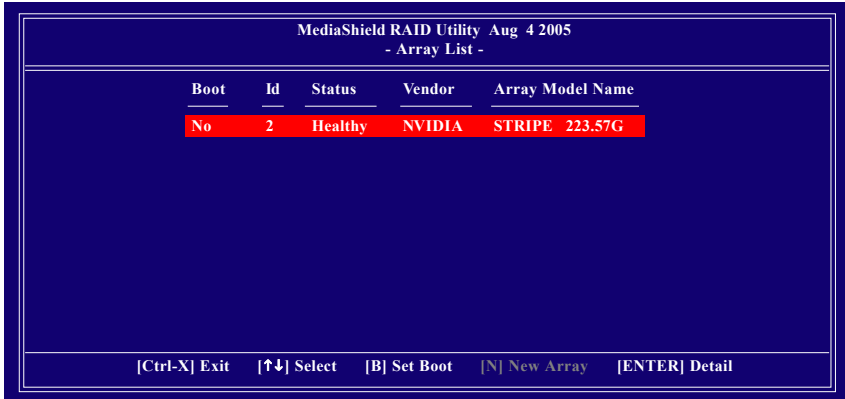 MediaShield RAID Utility Aug 4 2005
- Array List -
Boot Id Status Vendor Array Model Name
No 2 Healthy NVIDIA STRIPE 223.57G
[Ctrl-X] Exit [↑↓] Select [B] Set Boot [N] New Array [ENTER] Detail